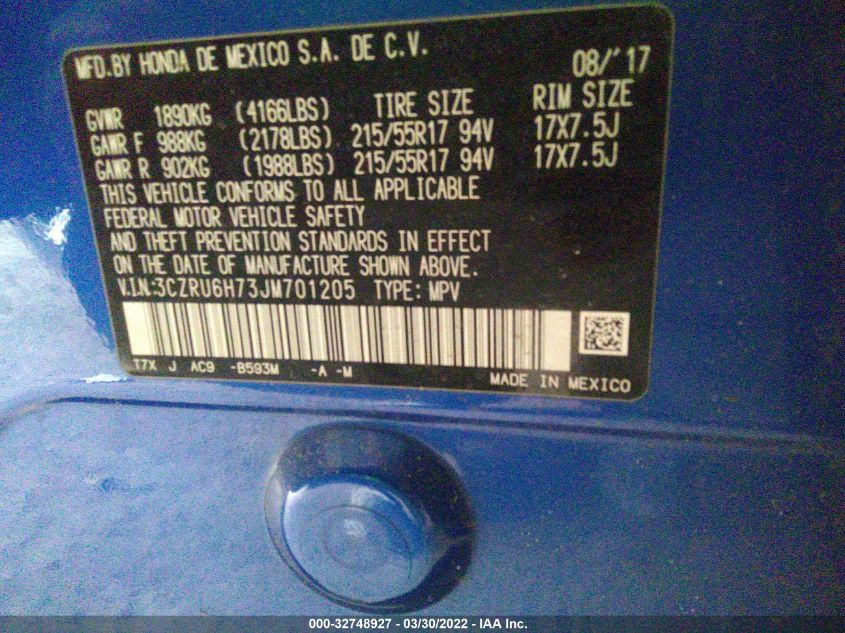 MFD.BY HONDA DE MEXICO S.A. DE C.V. 08/'17
GVWR 1890KG (4166LBS) TIRE SIZE RIM SIZE
GAWR F 988KG (2178LBS) 215/55R17 94V 17X7.5J
GAWR R 902KG (1988LBS) 215/55R17 94V 17X7.5J
THIS VEHICLE CONFORMS TO ALL APPLICABLE
FEDERAL MOTOR VEHICLE SAFETY
AND THEFT PREVENTION STANDARDS IN EFFECT
ON THE DATE OF MANUFACTURE SHOWN ABOVE.
V.I.N:3CZRU6H73JM701205 TYPE: MPV
T7X J AC9 -B593M -A -M
MADE IN MEXICO
000-32748927 - 03/30/2022 - IAA Inc.